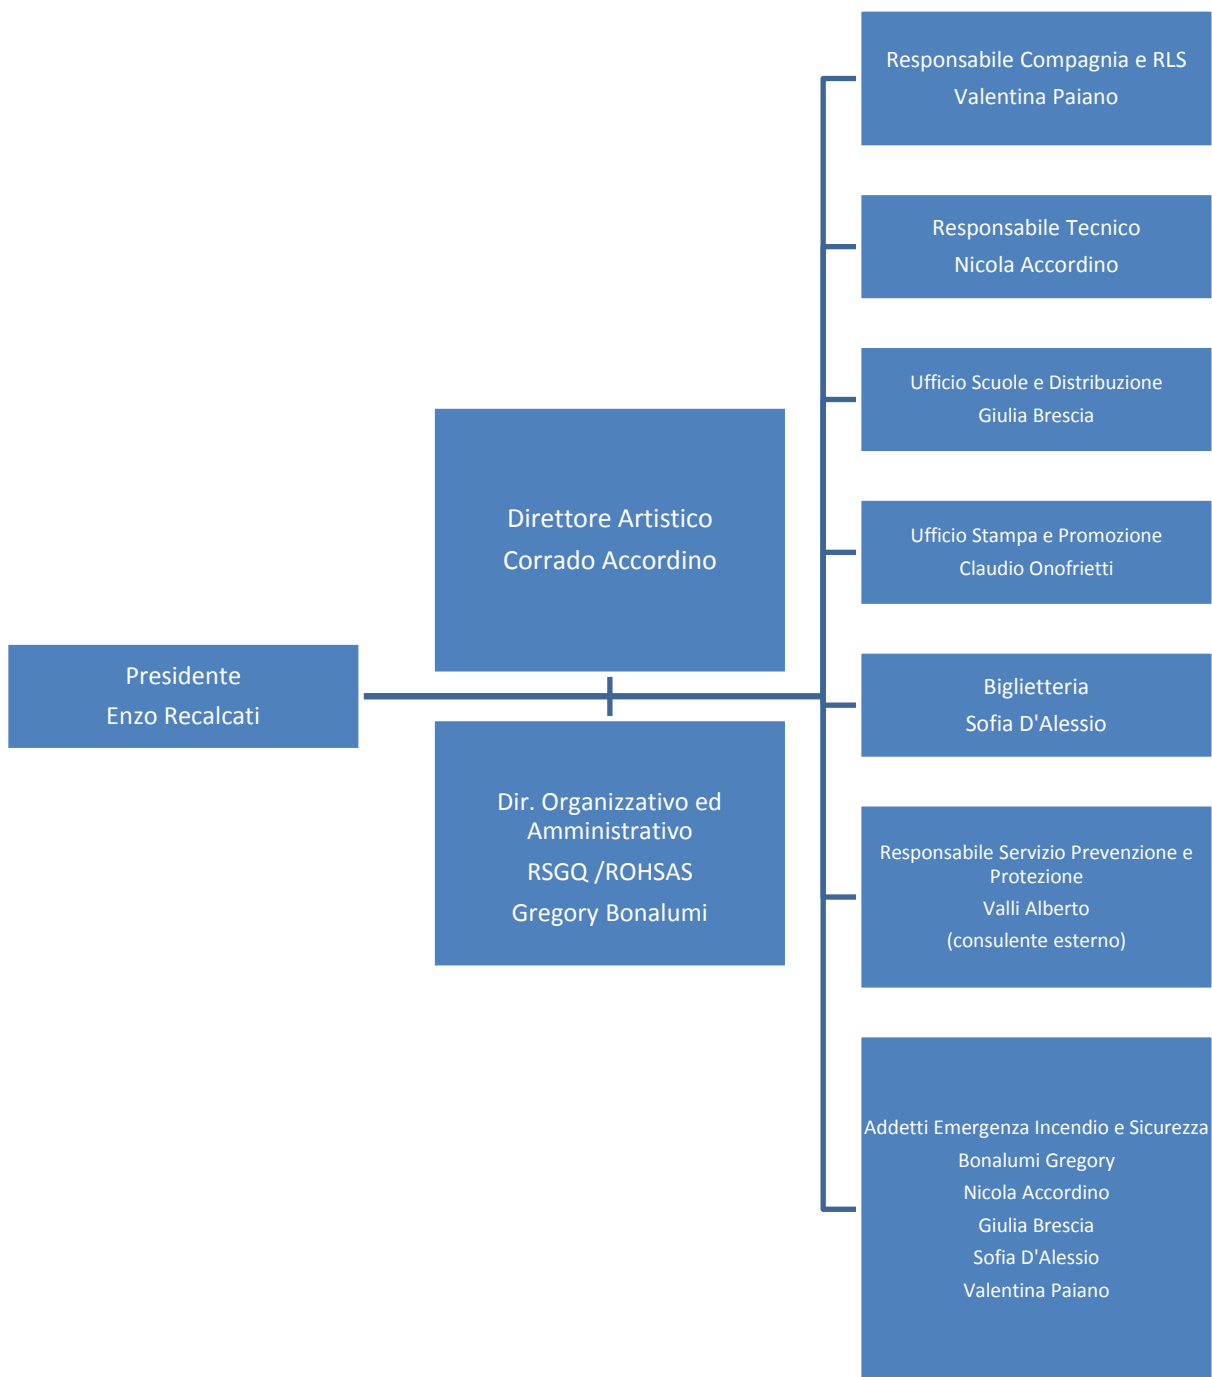 Presidente
Enzo Recalcati
Direttore Artistico
Corrado Accordino
Dir. Organizzativo ed
Amministrativo
RSGQ /ROHSAS
Gregory Bonalumi
Responsabile Compagnia e RLS
Valentina Paiano
Responsabile Tecnico
Nicola Accordino
Ufficio Scuole e Distribuzione
Giulia Brescia
Ufficio Stampa e Promozione
Claudio Onofrietti
Biglietteria
Sofia D'Alessio
Responsabile Servizio Prevenzione e
Protezione
Valli Alberto
(consulente esterno)
Addetti Emergenza Incendio e Sicurezza
Bonalumi Gregory
Nicola Accordino
Giulia Brescia
Sofia D'Alessio
Valentina Paiano